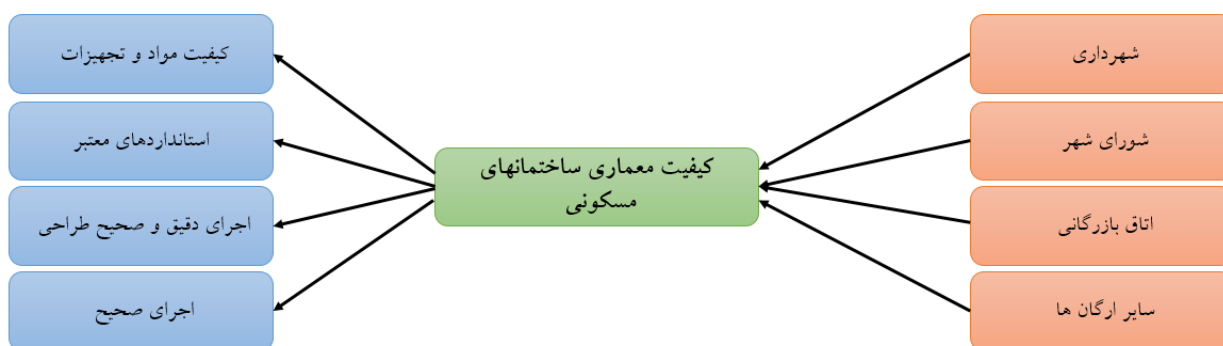 شهرداری
شورای شهر
اتاق بازرگانی
سایر ارگان ها
کیفیت معماری ساختمانهای
مسکونی
کیفیت مواد و تجهیزات
استانداردهای معتبر
اجرای دقیق و صحیح طراحی
اجرای صحیح